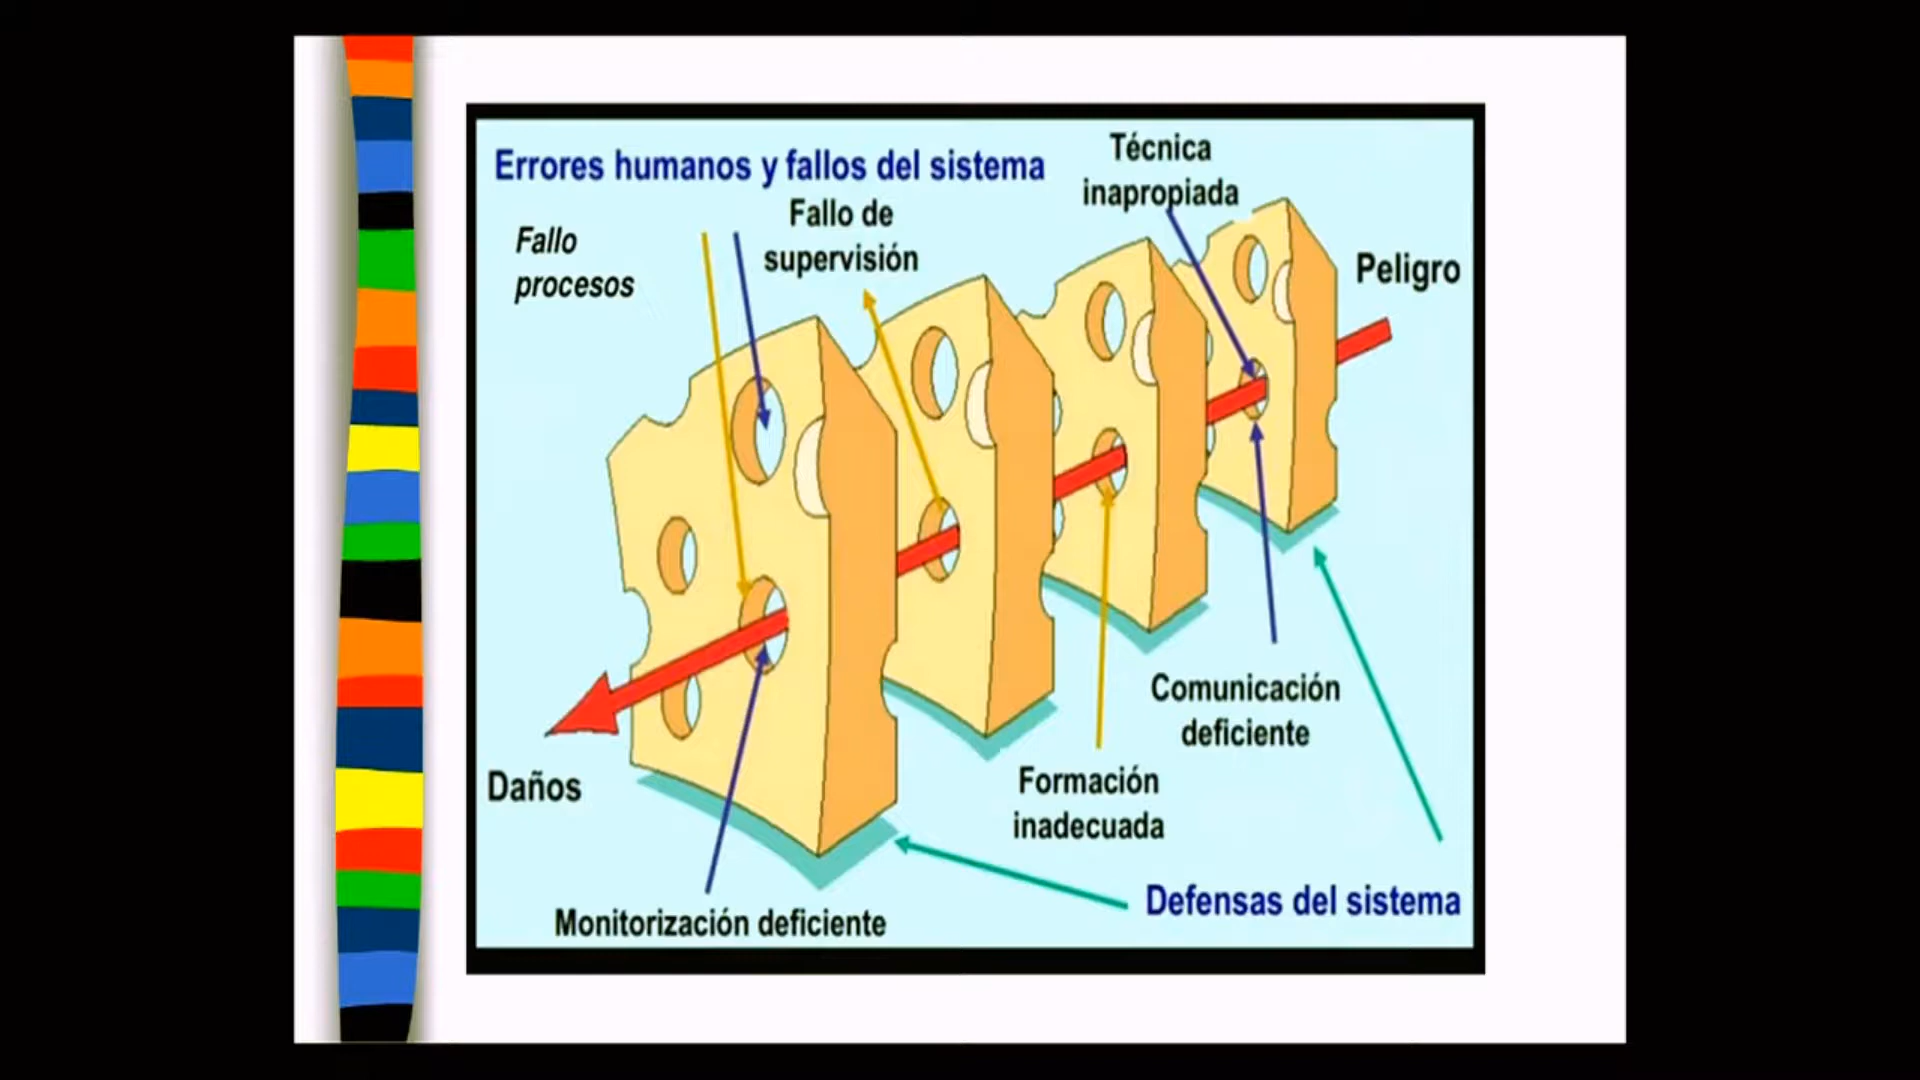 Errores humanos y fallos del sistema
Técnica
inapropiada
Fallo
procesos
Fallo de
supervisión
Peligro
Comunicación
deficiente
Formación
inadecuada
Daños
Defensas del sistema
Monitorización deficiente